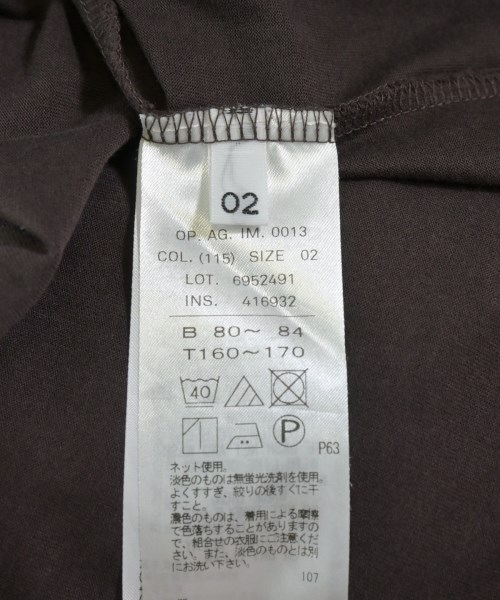 02
OP. AG. IM. 0013
COL. (115) SIZE 02
LOT. 6952491
INS. 416932
B 80～ 84
T160～170
40
P
P63
ネット使用。
淡色のものは無蛍光洗剤を使用。
よくすすぎ、絞りの後すぐに干
すこと。
濃色のものは、着用による摩擦
で色落ちすることがありますの
で、組合せの衣服にご注意くだ
さい。また、淡色のものとは別
にお洗い下さい。
107